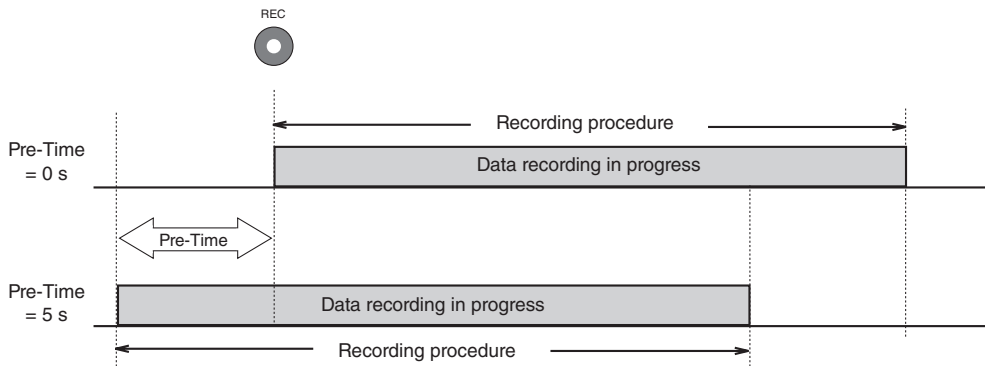 REC
Recording procedure
Pre-Time
= 0 s
Data recording in progress
Pre-Time
Pre-Time
= 5 s
Data recording in progress
Recording procedure